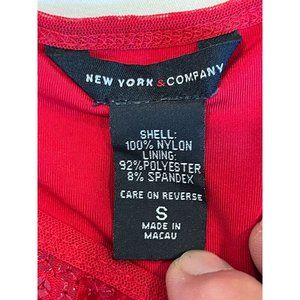 NEW YORK & COMPANY
SHELL:
100% NYLON
LINING:
92%POLYESTER
8% SPANDEX
CARE ON REVERSE
S
MADE IN
MACAU